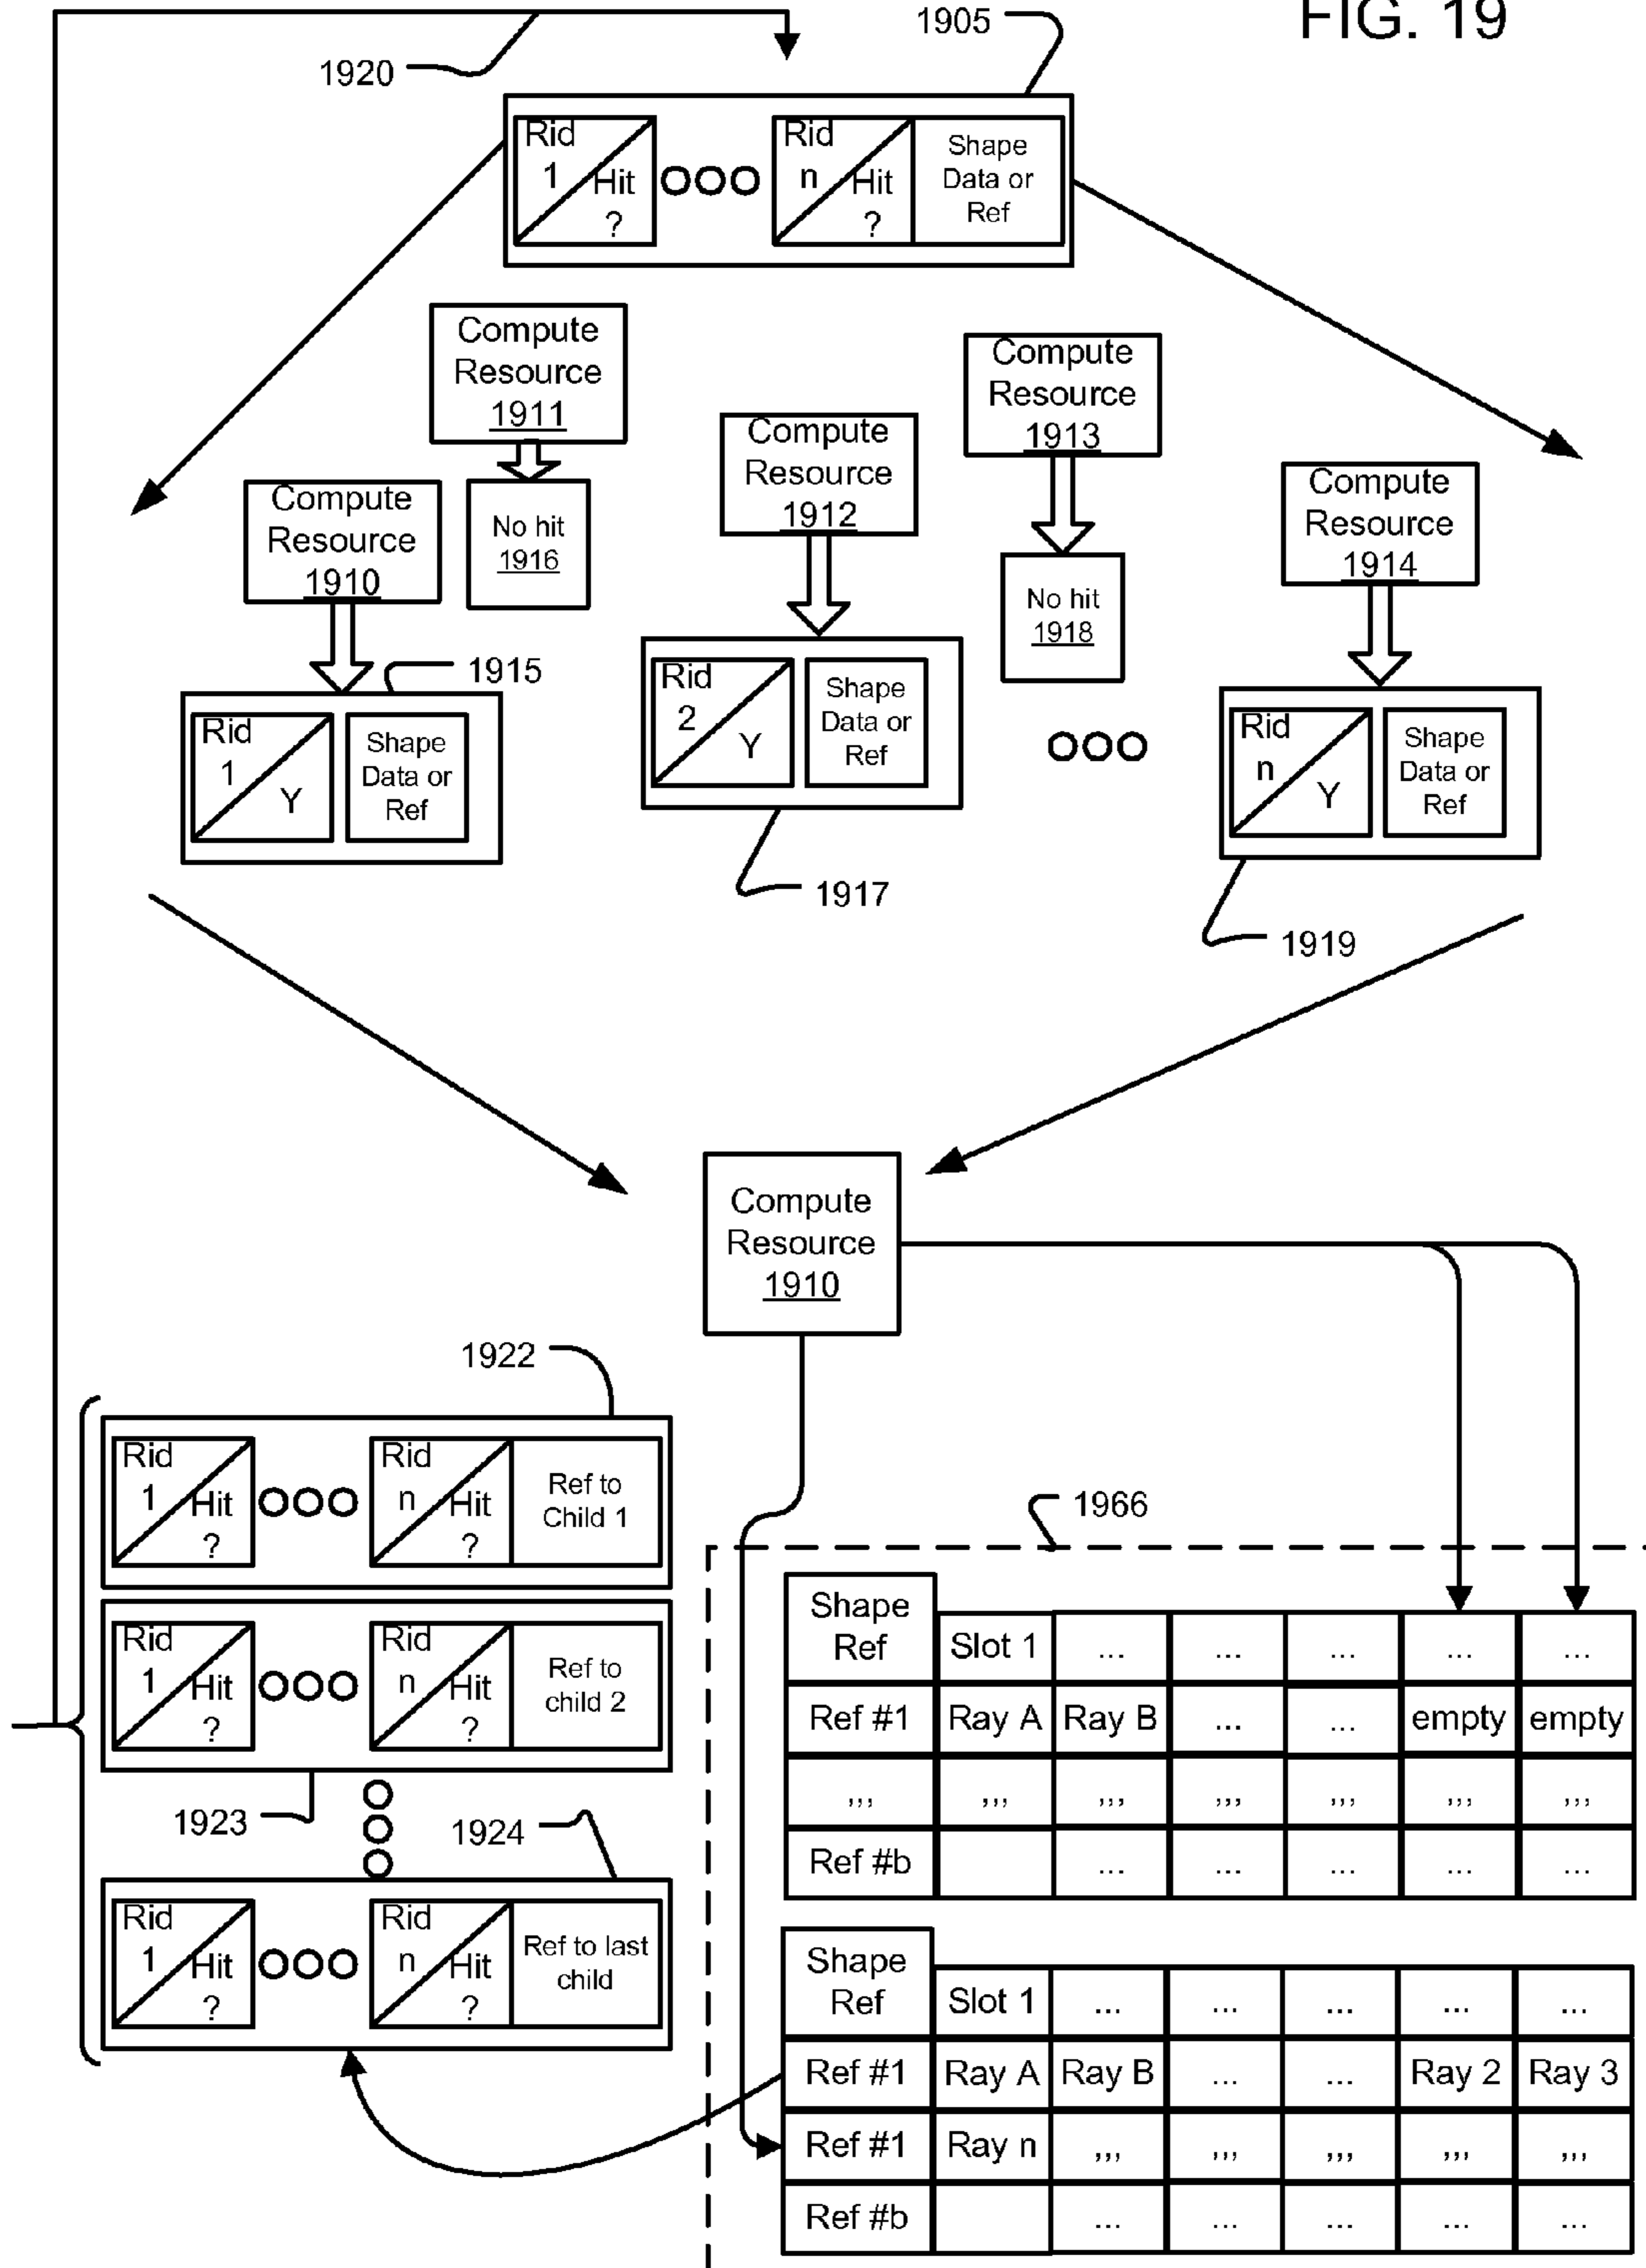 FIG. 19
1905
1920
Rid
1
Hit
?
Rid
n
Hit
?
Shape
Data or
Ref
Compute
Resource
1911
Compute
Resource
1913
Compute
Resource
1912
Compute
Resource
1914
Compute
Resource
1910
No hit
1916
No hit
1918
1915
Rid
1
Y
Shape
Data or
Ref
Rid
2
Y
Shape
Data or
Ref
Rid
n
Y
Shape
Data or
Ref
1917
1919
Compute
Resource
1910
1922
Rid
1
Hit
?
Rid
n
Hit
?
Ref to
Child 1
Rid
1
Hit
?
Rid
n
Hit
?
Ref to
child 2
1923
1924
Rid
1
Hit
?
Rid
n
Hit
?
Ref to last
child
1966
Shape
Ref
Slot 1 ... ... ... ... ...
Ref #1 Ray A Ray B ... ... empty empty
,,, ,,, ,,, ,,, ,,, ,,, ,,,
Ref #b ... ... ... ... ...
Shape
Ref
Slot 1 ... ... ... ... ...
Ref #1 Ray A Ray B ... ... Ray 2 Ray 3
Ref #1 Ray n ,,, ,,, ,,, ,,, ,,,
Ref #b ... ... ... ... ...